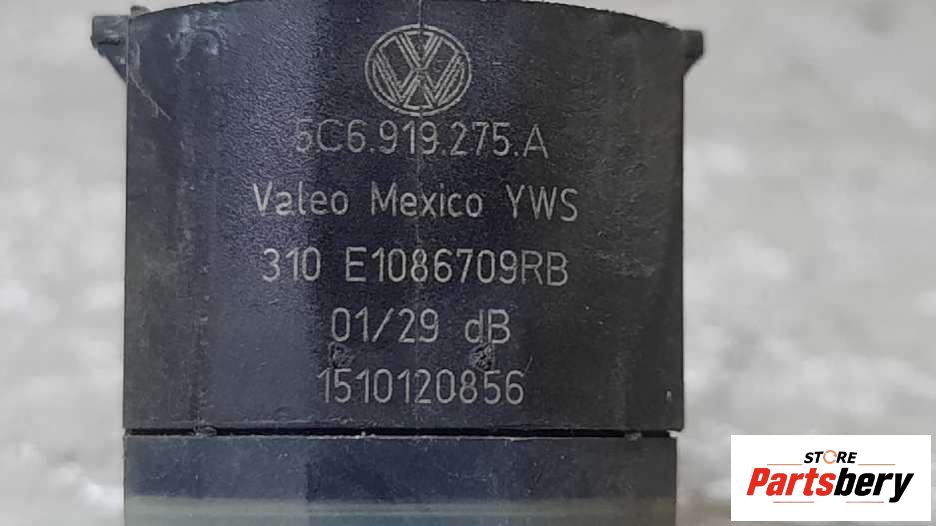 5C6.919.275.A
Valeo Mexico YWS
310 E1086709RB
01/29 dB
1510120856
STORE
Partsbery